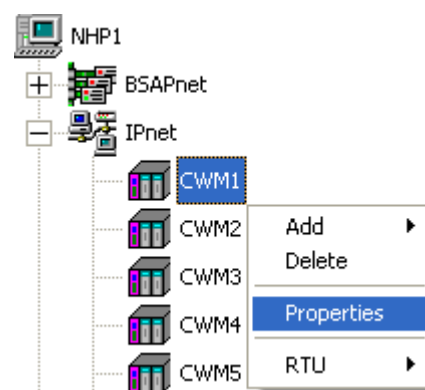 NHP1
BSAPnet
IPnet
CWM1
CWM2
CWM3
CWM4
CWM5
Add
Delete
Properties
RTU